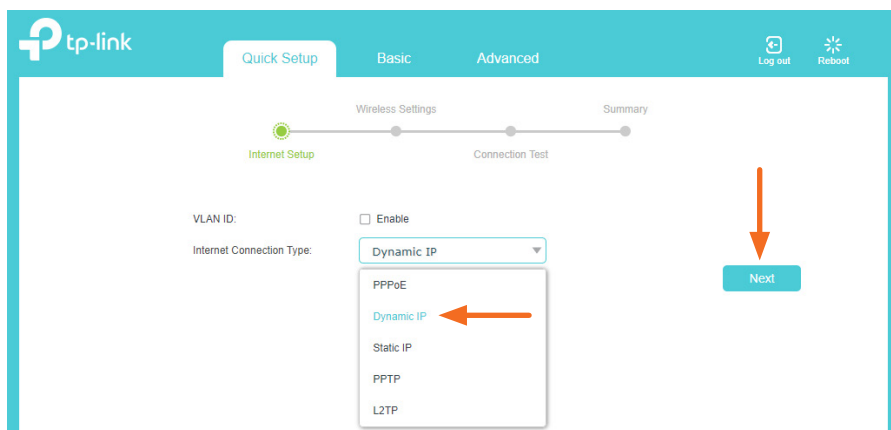 tp-link
Quick Setup Basic Advanced
Log out Reboot
Wireless Settings Summary
Internet Setup Connection Test
VLAN ID: Enable
Internet Connection Type: Dynamic IP
Next
PPPoE
Dynamic IP
Static IP
PPTP
L2TP